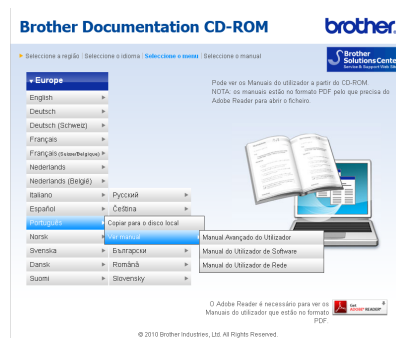 Brother Documentation CD-ROM
brother
Seleccione a região | Seleccione o idioma | Seleccione o menu | Seleccione o manual
Brother
Solutions Center
Service & Support Web Site
Europe
English
Deutsch
Deutsch (Schweiz)
Français
Français (Suisse/Belgique)
Nederlands
Nederlands (België)
Italiano
Español
Português
Norsk
Svenska
Dansk
Suomi
Русский
Čeština
Copiar para o disco local
Ver manual
Български
Română
Slovensky
Manual Avançado do Utilizador
Manual do Utilizador de Software
Manual do Utilizador de Rede
Pode ver os Manuais do utilizador a partir do CD-ROM.
NOTA: os manuais estão no formato PDF pelo que precisa do
Adobe Reader para abrir o ficheiro.
O Adobe Reader é necessário para ver os
Manuais do utilizador que estão no formato
PDF.
Get
ADOBE® READER®
© 2010 Brother Industries, Ltd. All Rights Reserved.